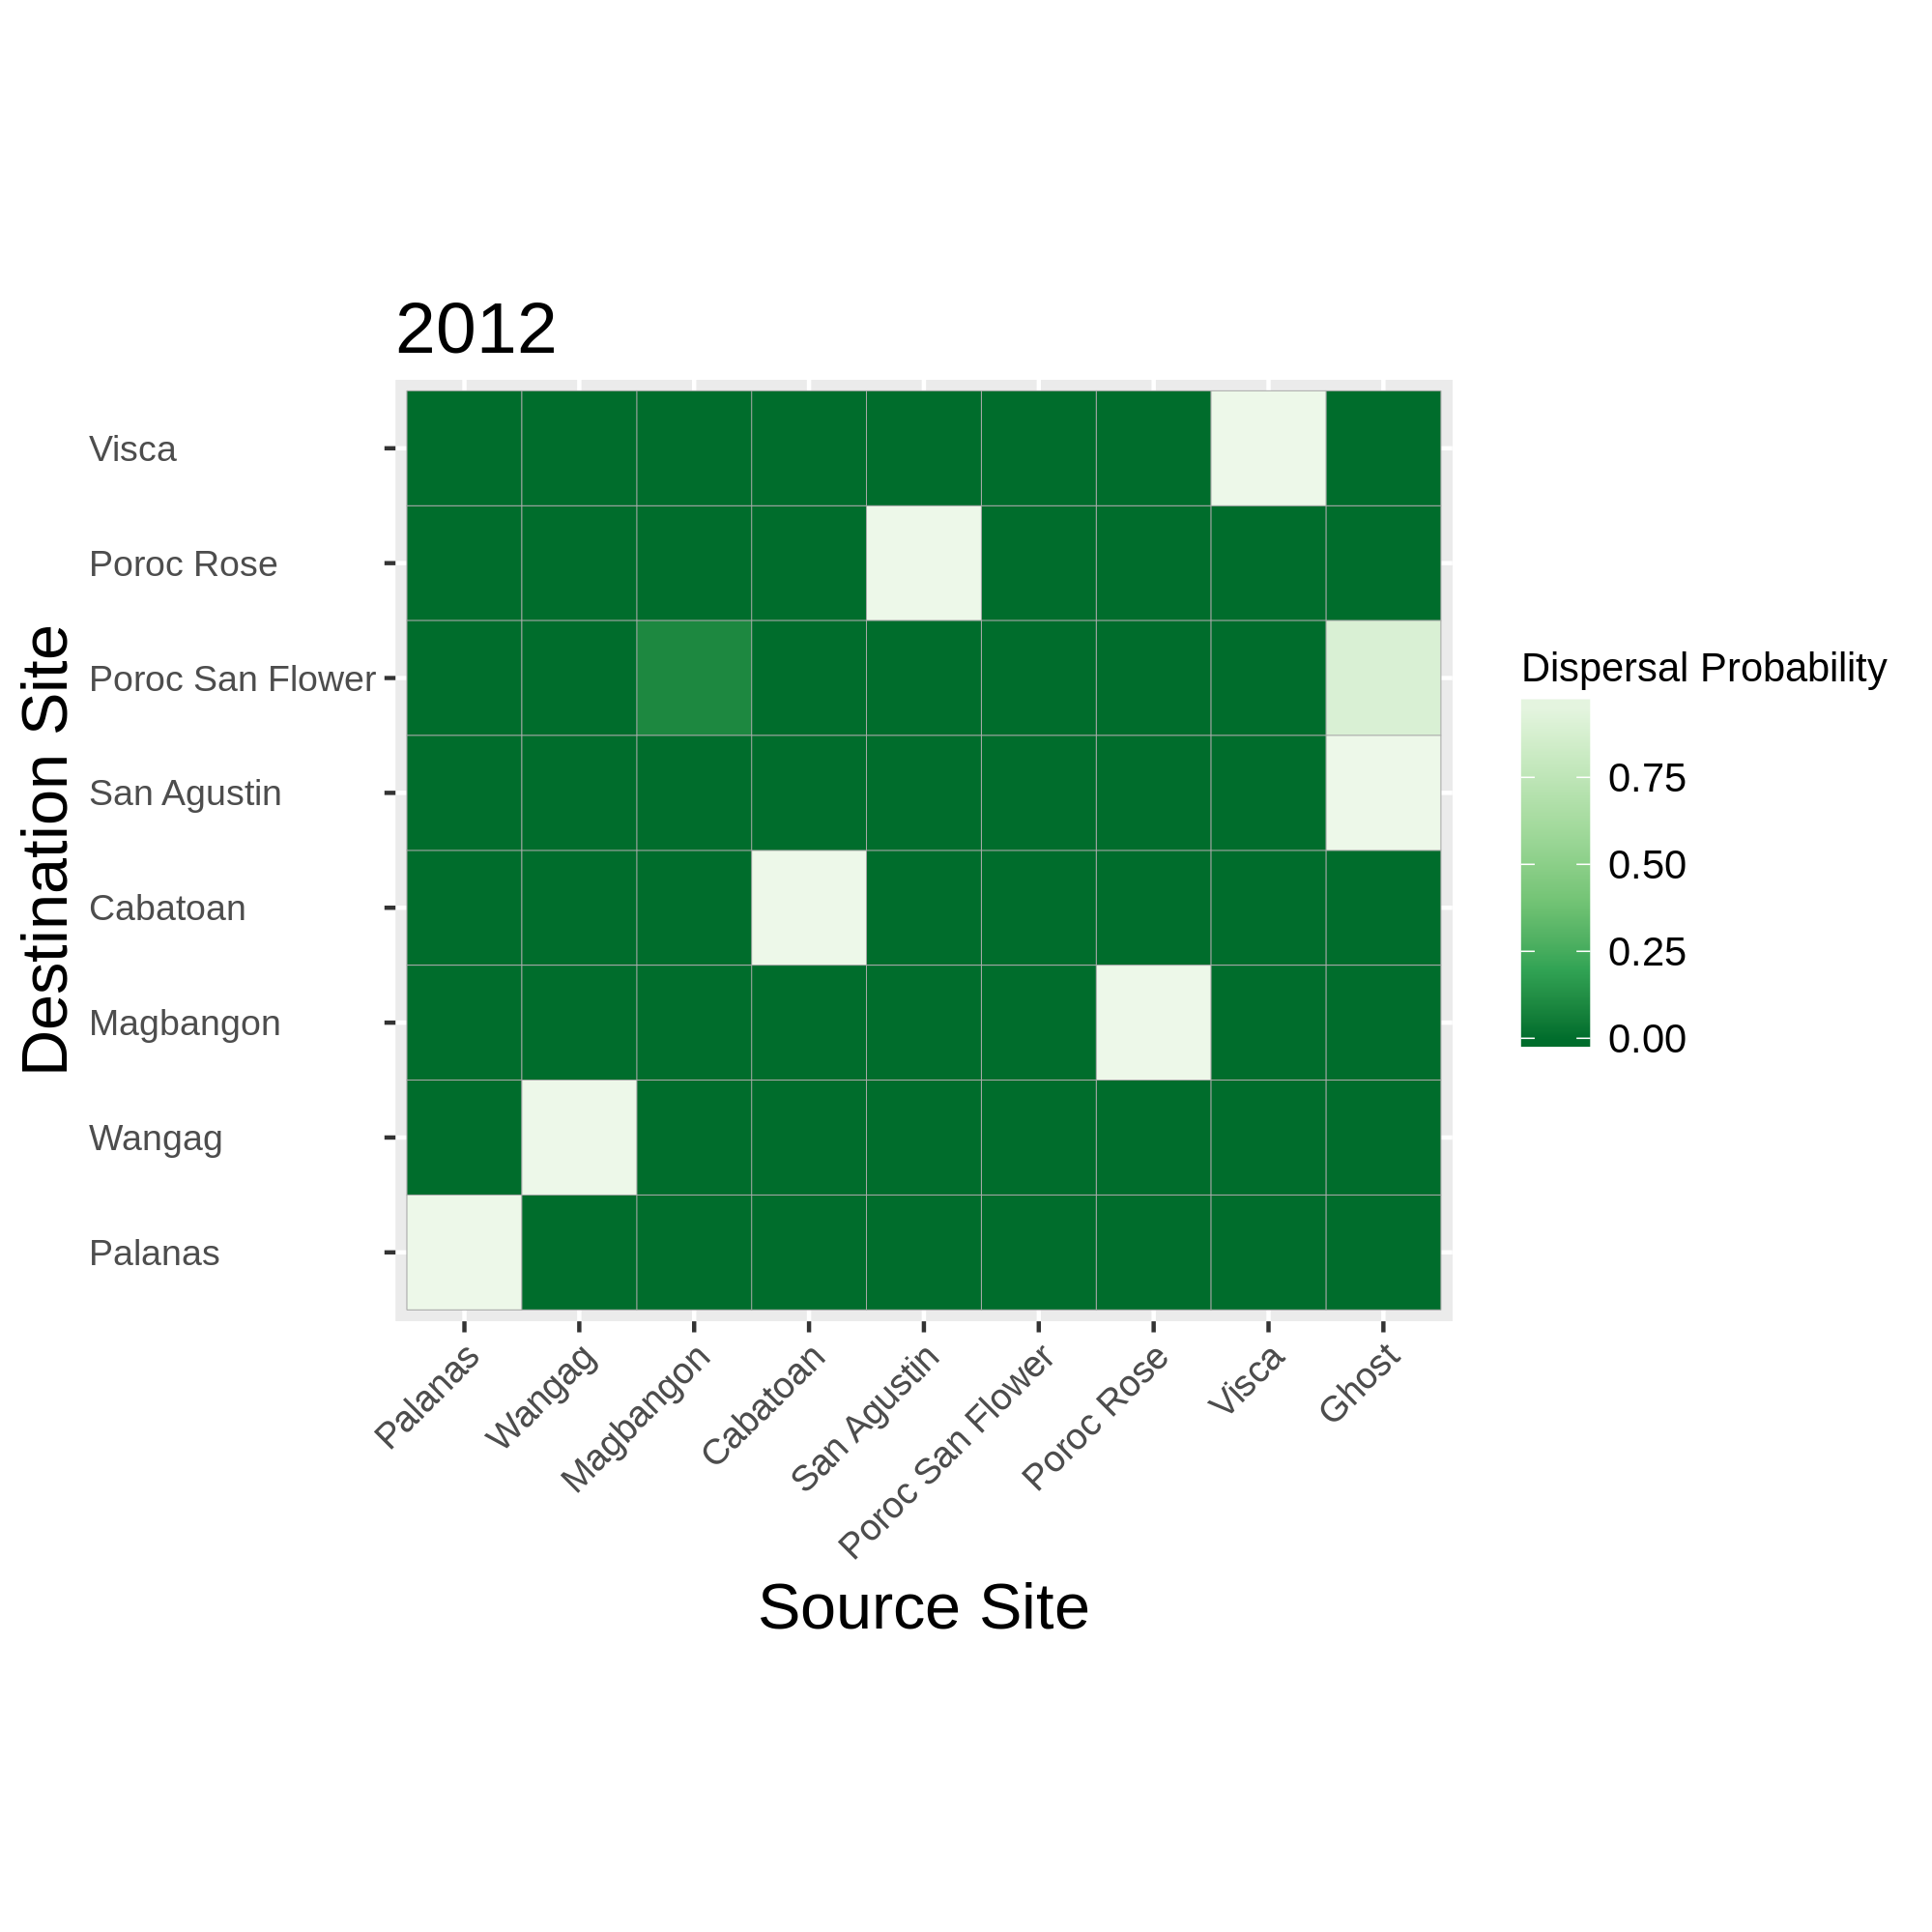 2012
Destination Site
Visca
Poroc Rose
Poroc San Flower
San Agustin
Cabatoan
Magbangon
Wangag
Palanas
Palanas
Wangag
Magbangon
Cabatoan
San Agustin
Poroc San Flower
Poroc Rose
Visca
Ghost
Source Site
Dispersal Probability
0.75
0.50
0.25
0.00